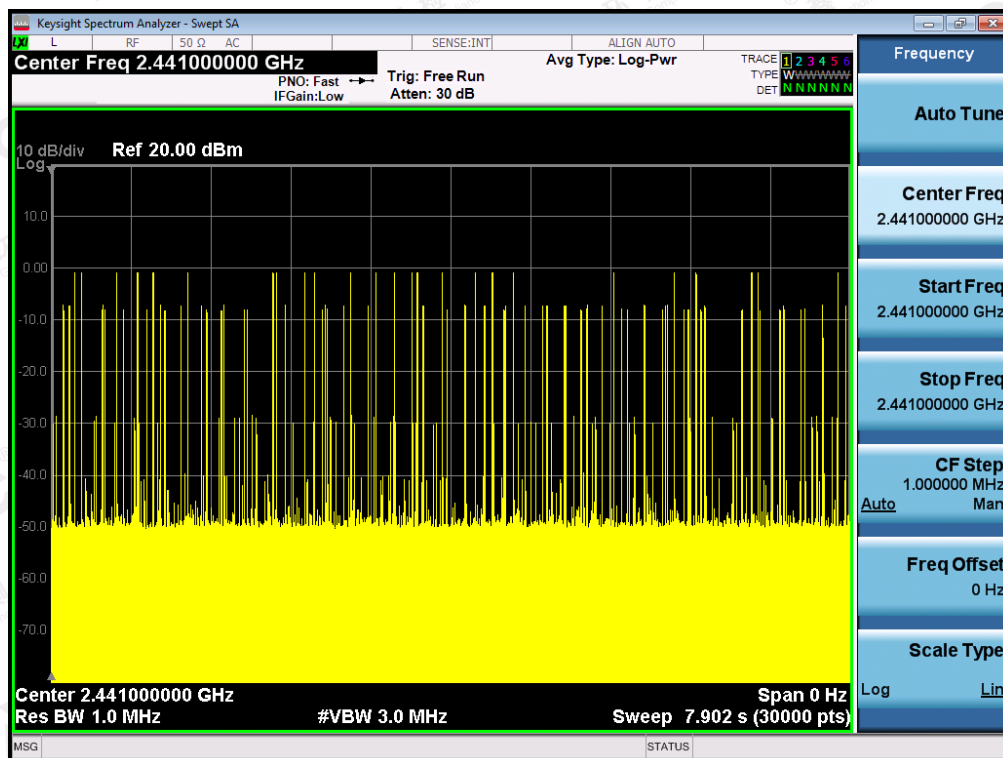 Keysight Spectrum Analyzer - Swept SA
LXI L RF 50 Ω AC SENSE:INT ALIGN AUTO
Center Freq 2.441000000 GHz
PNO: Fast
IFGain:Low
Trig: Free Run
Atten: 30 dB
Avg Type: Log-Pwr
TRACE 1 2 3 4 5 6
TYPE WWWWWW
DET N N N N N N
10 dB/div
Log
Ref 20.00 dBm
10.0
0.00
-10.0
-20.0
-30.0
-40.0
-50.0
-60.0
-70.0
Center 2.441000000 GHz
Span 0 Hz
Res BW 1.0 MHz
#VBW 3.0 MHz
Sweep 7.902 s (30000 pts)
MSG
STATUS
Frequency
Auto Tune
Center Freq
2.441000000 GHz
Start Freq
2.441000000 GHz
Stop Freq
2.441000000 GHz
CF Step
1.000000 MHz
Auto Man
Freq Offset
0 Hz
Scale Type
Log Lin